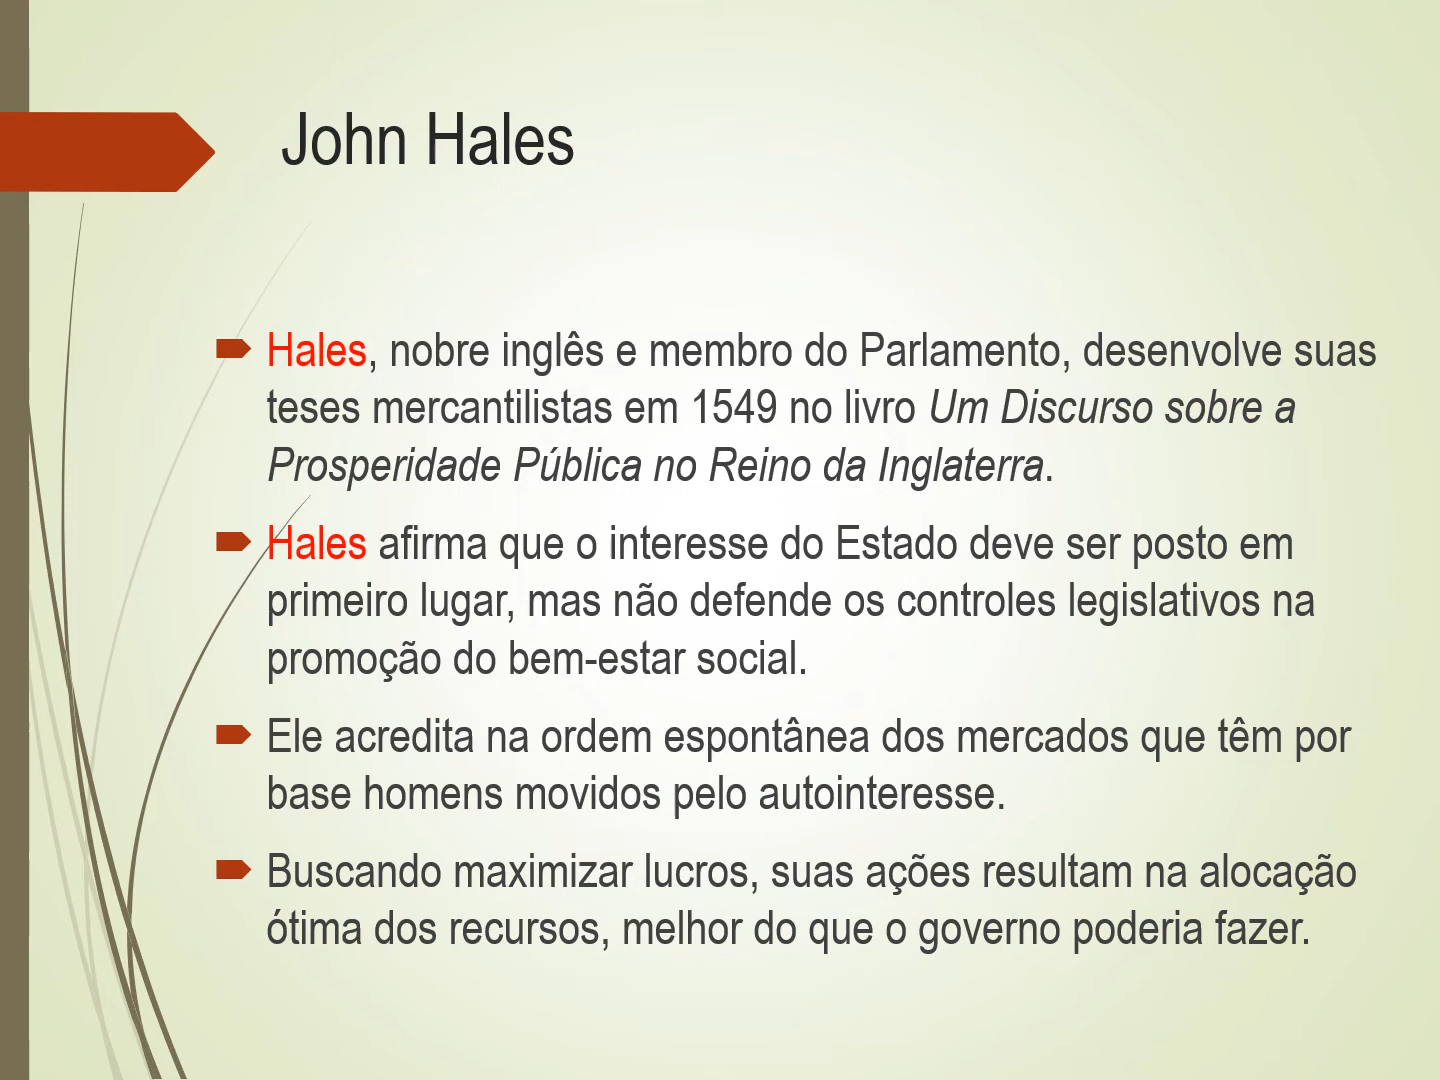 John Hales
Hales, nobre inglês e membro do Parlamento, desenvolve suas
teses mercantilistas em 1549 no livro Um Discurso sobre a
Prosperidade Pública no Reino da Inglaterra.
Hales afirma que o interesse do Estado deve ser posto em
primeiro lugar, mas não defende os controles legislativos na
promoção do bem-estar social.
Ele acredita na ordem espontânea dos mercados que têm por
base homens movidos pelo autointeresse.
Buscando maximizar lucros, suas ações resultam na alocação
ótima dos recursos, melhor do que o governo poderia fazer.